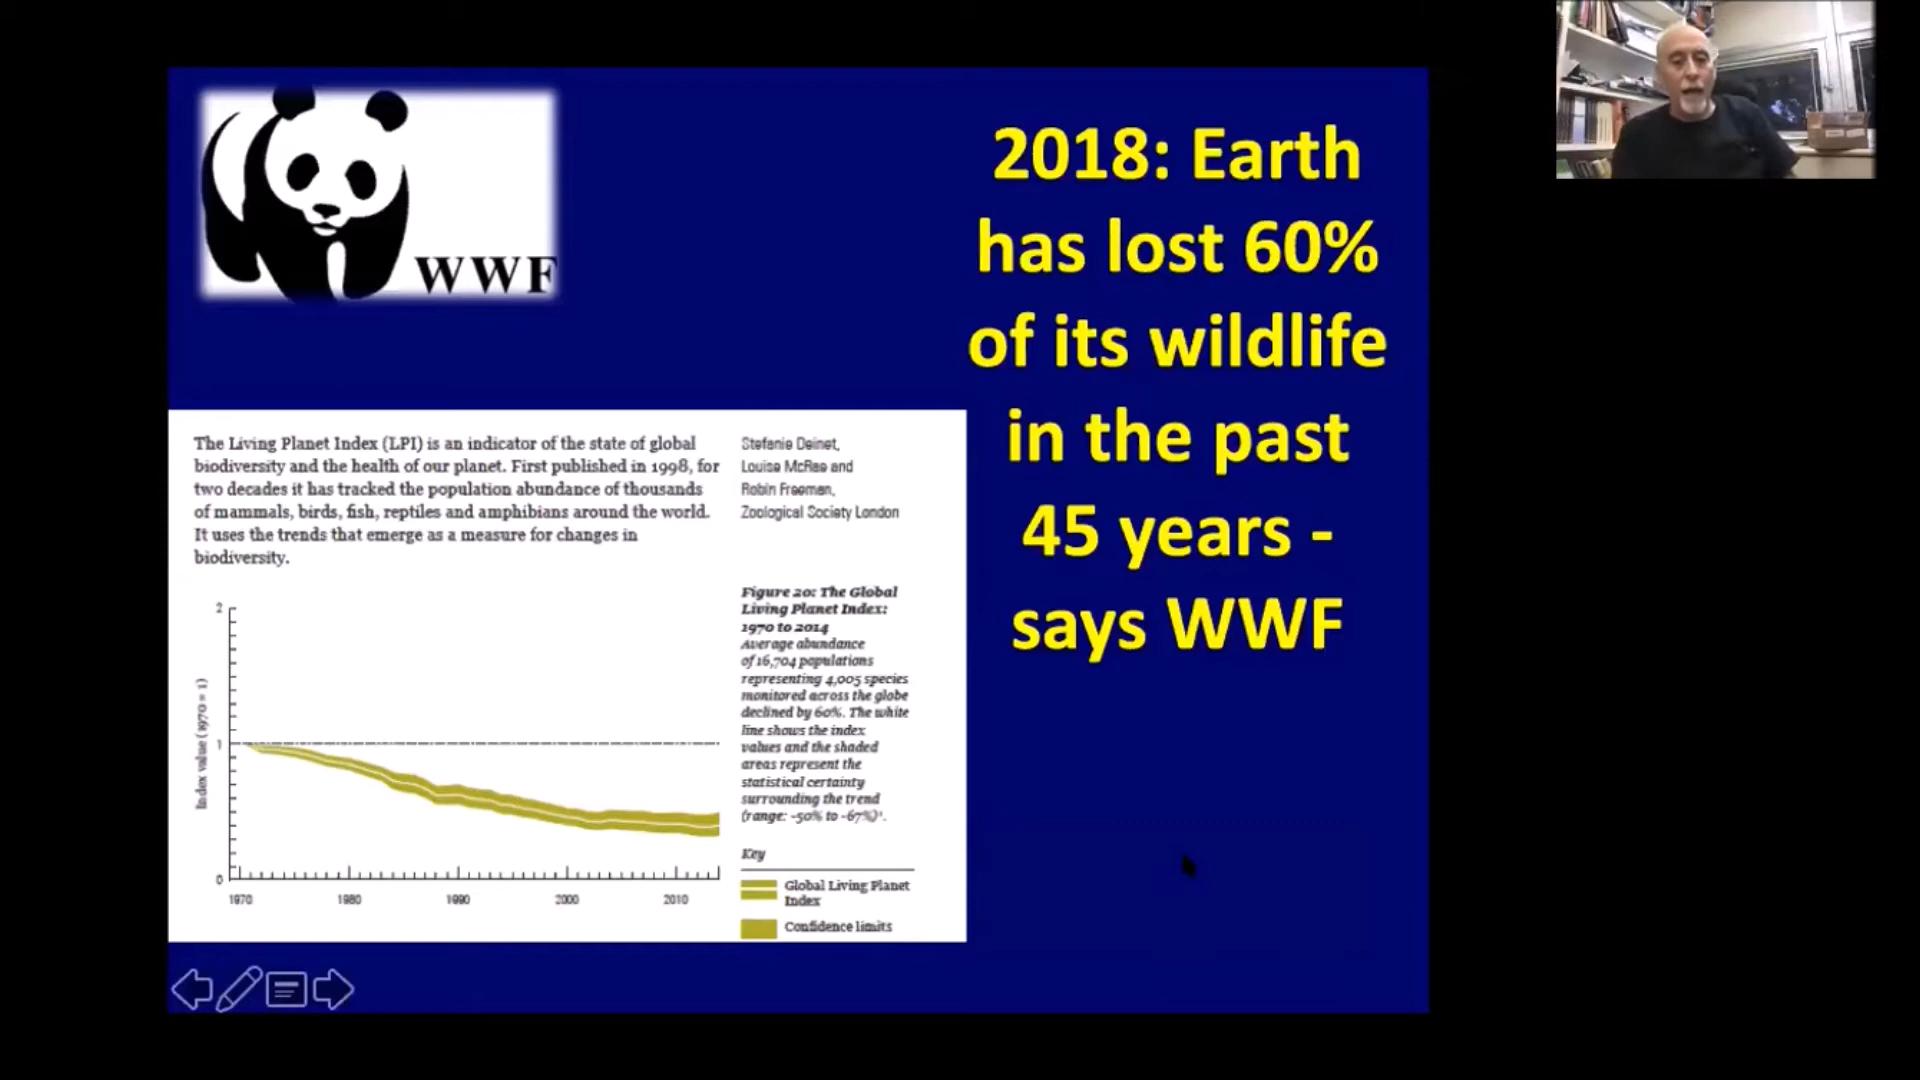 WWF
2018: Earth
has lost 60%
of its wildlife
in the past
45 years -
says WWF
The Living Planet Index (LPI) is an indicator of the state of global
biodiversity and the health of our planet. First published in 1998, for
two decades it has tracked the population abundance of thousands
of mammals, birds, fish, reptiles and amphibians around the world.
It uses the trends that emerge as a measure for changes in
biodiversity.
Stefanie Deinet,
Louise McRae and
Robin Freeman,
Zoological Society London
2
1
0
Index value (1970 = 1)
1970
1980
1990
2000
2010
Figure 20: The Global
Living Planet Index:
1970 to 2014
Average abundance
of 16,704 populations
representing 4,005 species
monitored across the globe
declined by 60%. The white
line shows the index
values and the shaded
areas represent the
statistical certainty
surrounding the trend
(range: -50% to -67%)¹.
Key
Global Living Planet
Index
Confidence limits